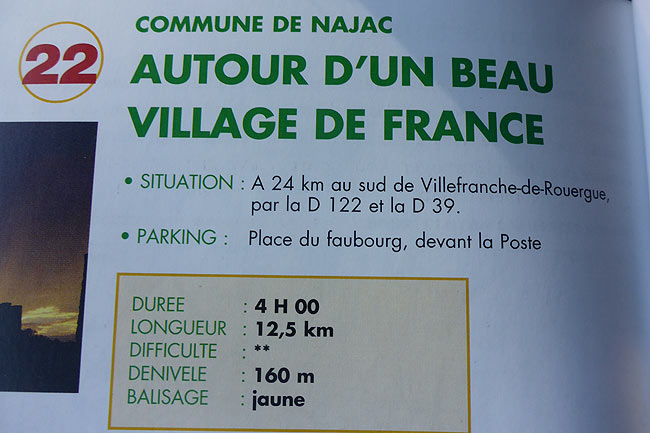 COMMUNE DE NAJAC
22
AUTOUR D'UN BEAU
VILLAGE DE FRANCE
• SITUATION : A 24 km au sud de Villefranche-de-Rouergue,
par la D 122 et la D 39.
• PARKING : Place du faubourg, devant la Poste
DUREE : 4 H 00
LONGUEUR : 12,5 km
DIFFICULTE : **
DENIVELE : 160 m
BALISAGE : jaune